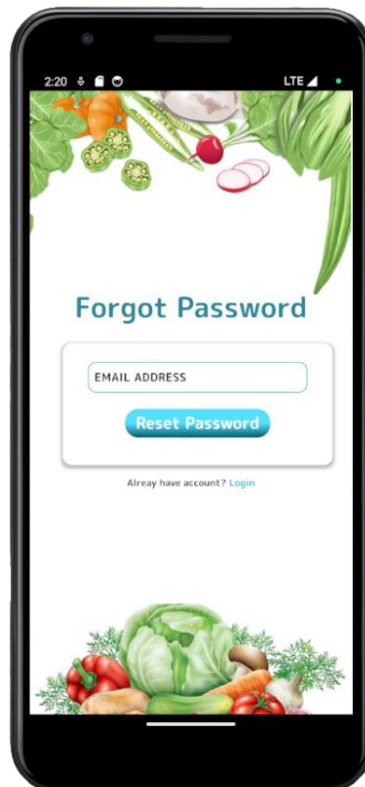 2:20 LTE
Forgot Password
EMAIL ADDRESS
Reset Password
Alreay have account? Login